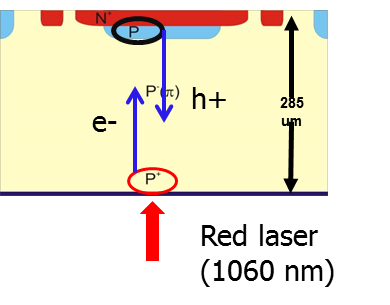 N⁺
P
P⁻(π)
h+
e-
285
um
P⁺
Red laser
(1060 nm)